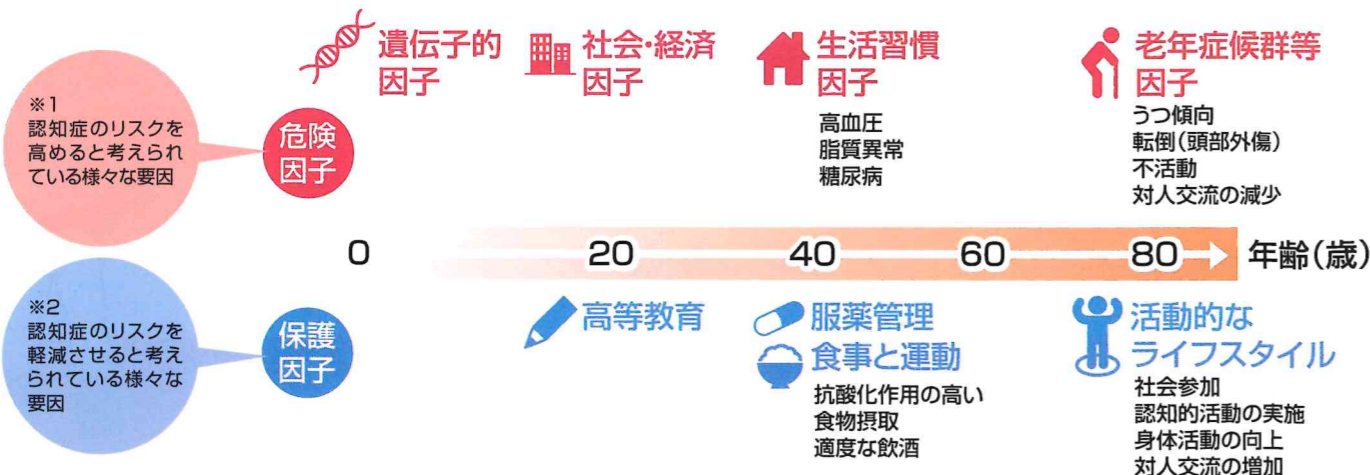 ※1
認知症のリスクを
高めると考えられ
ている様々な要因
危険
因子
遺伝子的
因子
社会・経済
因子
生活習慣
因子
高血圧
脂質異常
糖尿病
老年症候群等
因子
うつ傾向
転倒(頭部外傷)
不活動
対人交流の減少
0 20 40 60 80 年齢(歳)
※2
認知症のリスクを
軽減させると考え
られている様々な
要因
保護
因子
高等教育
服薬管理
食事と運動
抗酸化作用の高い
食物摂取
適度な飲酒
活動的な
ライフスタイル
社会参加
認知的活動の実施
身体活動の向上
対人交流の増加